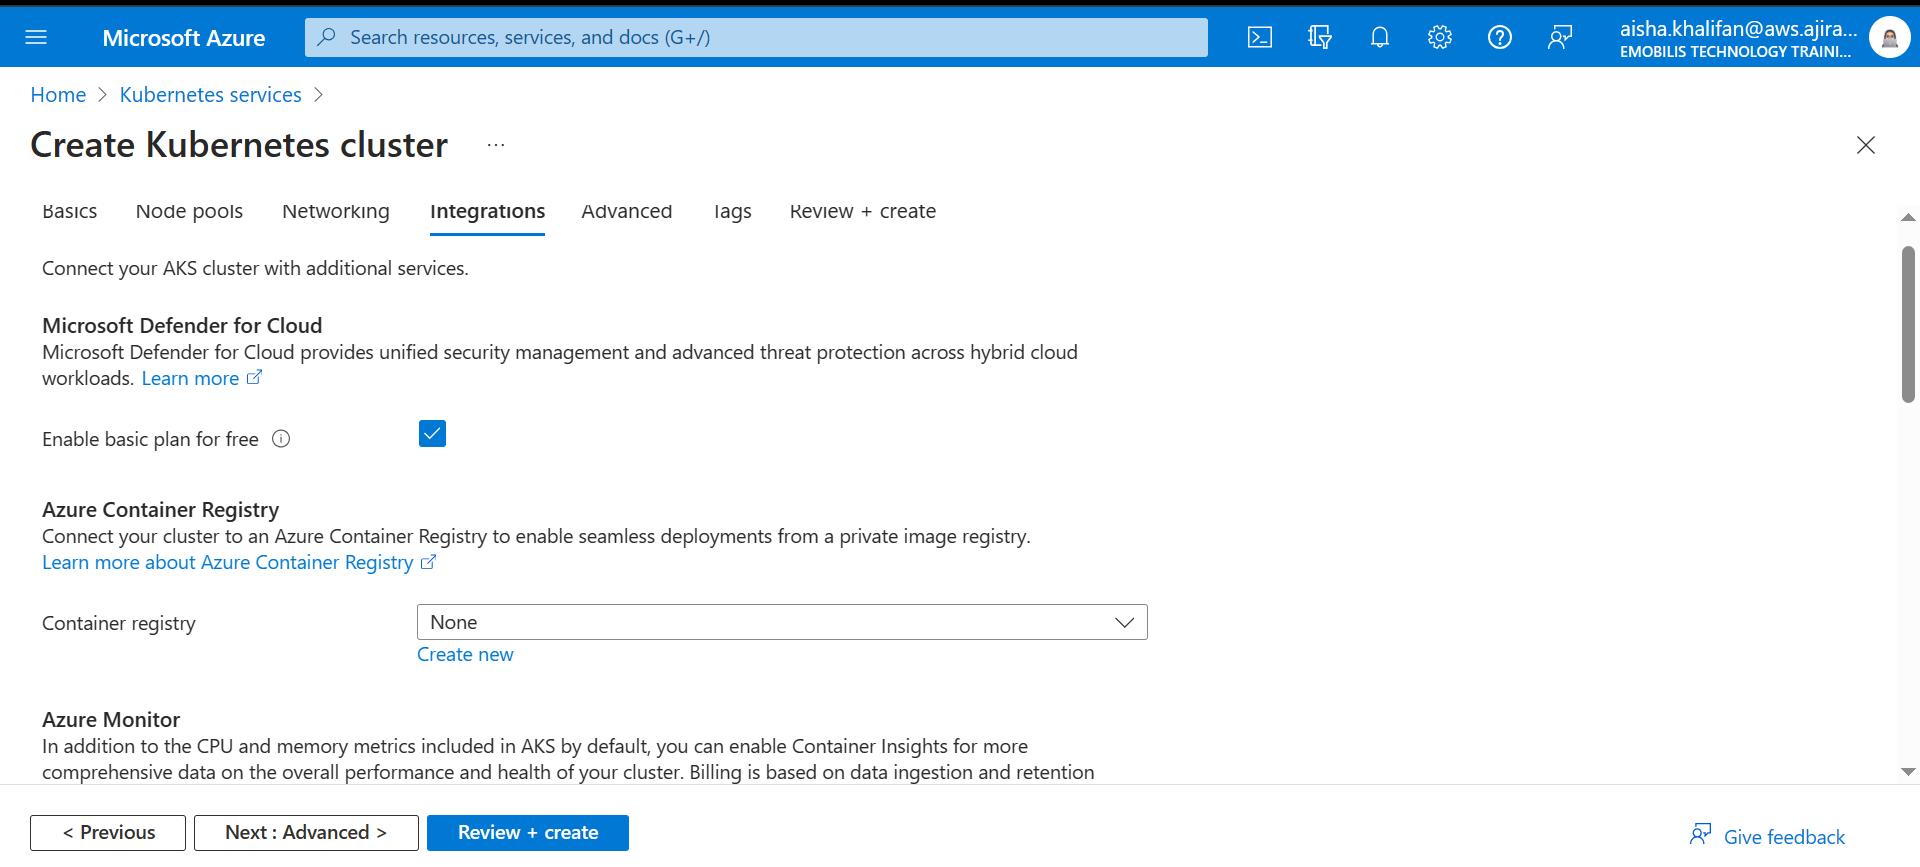 Microsoft Azure
Search resources, services, and docs (G+/)
aisha.khalifan@aws.ajira...
EMOBILIS TECHNOLOGY TRAINI...
Home > Kubernetes services >
Create Kubernetes cluster ...
Basics Node pools Networking Integrations Advanced Tags Review + create
Connect your AKS cluster with additional services.
Microsoft Defender for Cloud
Microsoft Defender for Cloud provides unified security management and advanced threat protection across hybrid cloud
workloads. Learn more
Enable basic plan for free
Azure Container Registry
Connect your cluster to an Azure Container Registry to enable seamless deployments from a private image registry.
Learn more about Azure Container Registry
Container registry None
Create new
Azure Monitor
In addition to the CPU and memory metrics included in AKS by default, you can enable Container Insights for more
comprehensive data on the overall performance and health of your cluster. Billing is based on data ingestion and retention
< Previous Next : Advanced > Review + create Give feedback